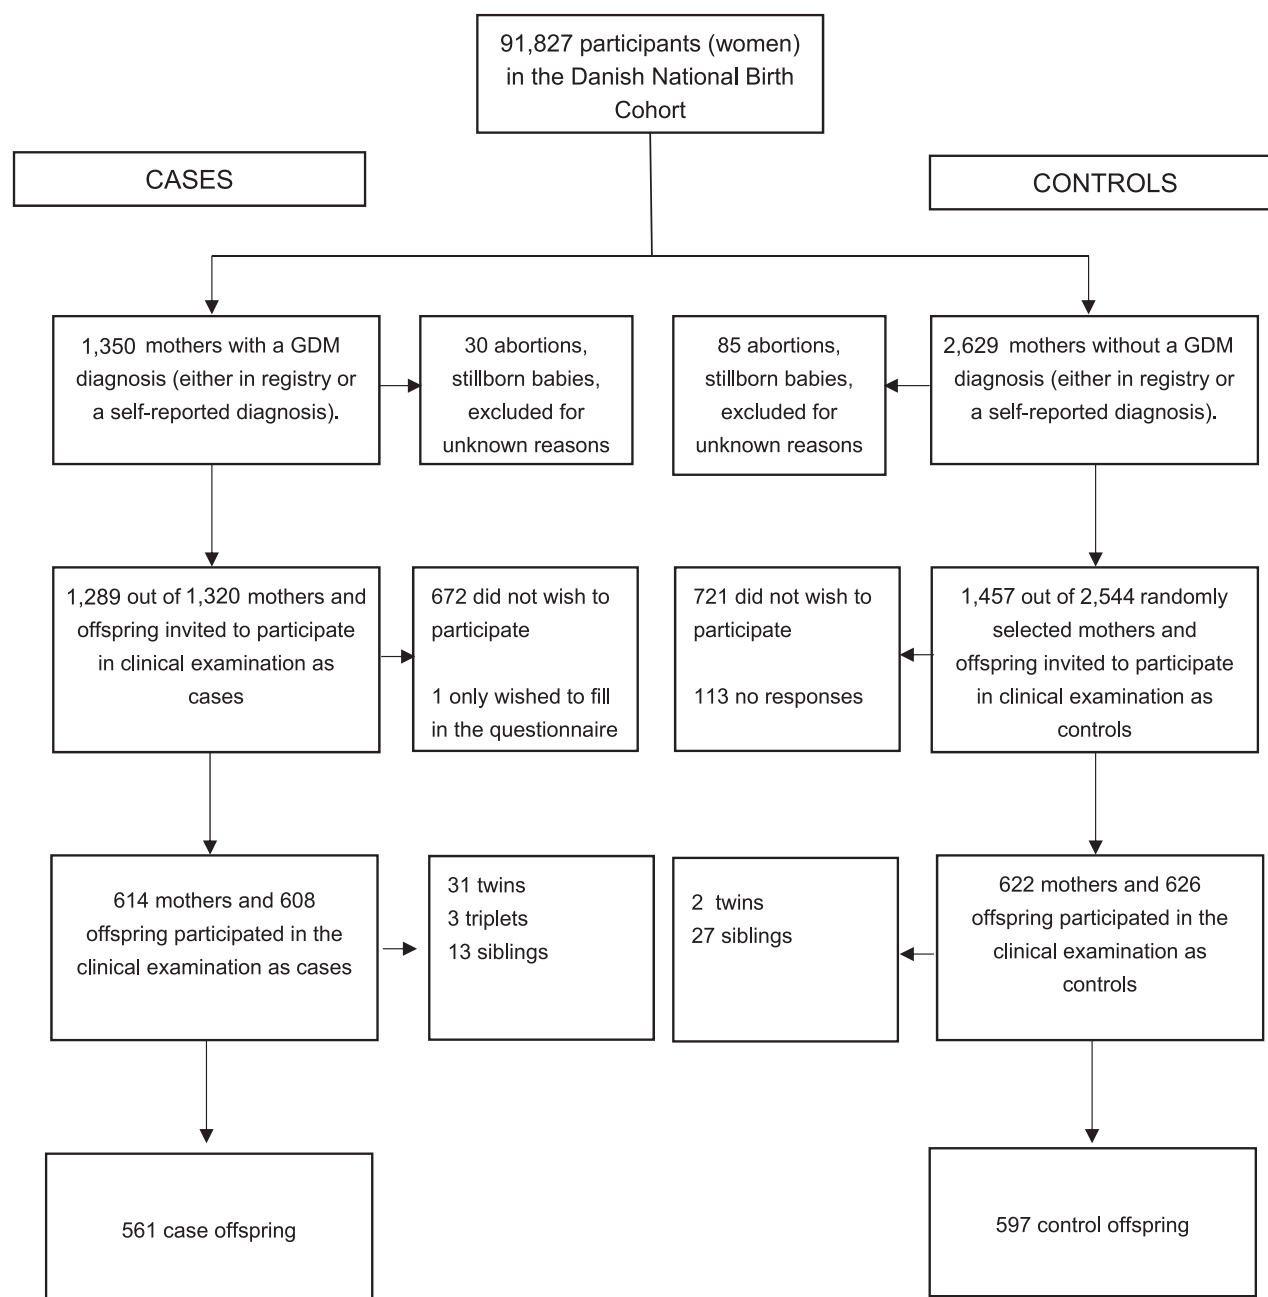 91,827 participants (women)
in the Danish National Birth
Cohort
CASES
CONTROLS
1,350 mothers with a GDM
diagnosis (either in registry or
a self-reported diagnosis).
30 abortions,
stillborn babies,
excluded for
unknown reasons
85 abortions,
stillborn babies,
excluded for
unknown reasons
2,629 mothers without a GDM
diagnosis (either in registry or
a self-reported diagnosis).
1,289 out of 1,320 mothers and
offspring invited to participate
in clinical examination as
cases
672 did not wish to
participate
1 only wished to fill
in the questionnaire
721 did not wish to
participate
113 no responses
1,457 out of 2,544 randomly
selected mothers and
offspring invited to participate
in clinical examination as
controls
614 mothers and 608
offspring participated in the
clinical examination as cases
31 twins
3 triplets
13 siblings
2 twins
27 siblings
622 mothers and 626
offspring participated in the
clinical examination as
controls
561 case offspring
597 control offspring